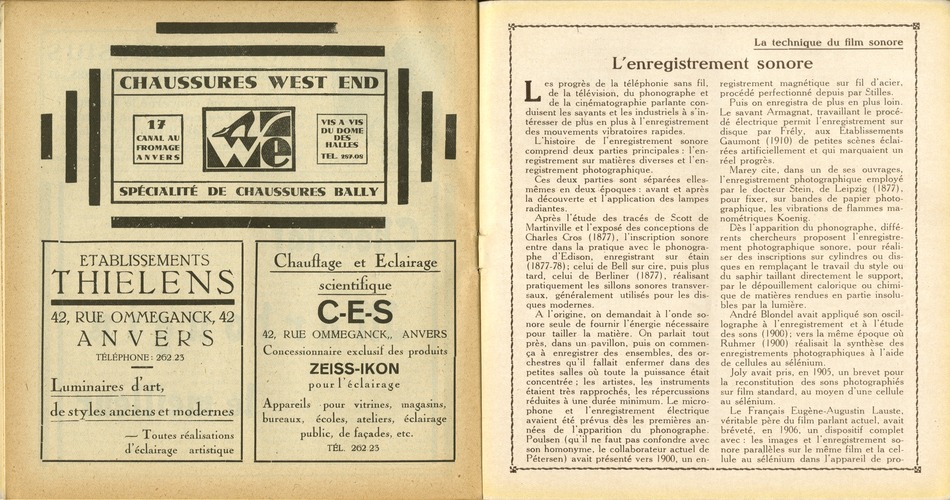 CHAUSSURES WEST END
17
CANAL AU
FROMAGE
ANVERS
We
VIS A VIS
DU DOME
DES
HALLES
TEL. 297.08
SPÉCIALITÉ DE CHAUSSURES BALLY
ETABLISSEMENTS
THIELENS
42, RUE OMMEGANCK, 42
ANVERS
TÉLÉPHONE: 262 23
Luminaires d'art,
de styles anciens et modernes
— Toutes réalisations
d'éclairage artistique
Chauffage et Eclairage
scientifique
C-E-S
42, RUE OMMEGANCK,, ANVERS
Concessionnaire exclusif des produits
ZEISS-IKON
pour l'éclairage
Appareils pour vitrines, magasins,
bureaux, écoles, ateliers, éclairage
public, de façades, etc.
TÉL. 262 23
La technique du film sonore
L'enregistrement sonore
Les progrès de la téléphonie sans fil,
de la télévision, du phonographe et
de la cinématographie parlante con-
duisent les savants et les industriels à s'in-
téresser de plus en plus à l'enregistrement
des mouvements vibratoires rapides.
L'histoire de l'enregistrement sonore
comprend deux parties principales : l'en-
registrement sur matières diverses et l'en-
registrement photographique.
Ces deux parties sont séparées elles-
mêmes en deux époques : avant et après
la découverte et l'application des lampes
radiantes.
Après l'étude des tracés de Scott de
Martinville et l'exposé des conceptions de
Charles Cros (1877), l'inscription sonore
entre dans la pratique avec le phonogra-
phe d'Edison, enregistrant sur étain
(1877-78); celui de Bell sur cire, puis plus
tard, celui de Berliner (1877), réalisant
pratiquement les sillons sonores transver-
saux, généralement utilisés pour les dis-
ques modernes.
A l'origine, on demandait à l'onde so-
nore seule de fournir l'énergie nécessaire
pour tailler la matière. On parlait tout
près, dans un pavillon, puis on commen-
ça à enregistrer des ensembles, des or-
chestres qu'il fallait enfermer dans des
petites salles où toute la puissance était
concentrée ; les artistes, les instruments
étaient très rapprochés, les répercussions
réduites à une durée minimum. Le micro-
phone et l'enregistrement électrique
avaient été prévus dès les premières an-
nées de l'apparition du phonographe.
Poulsen (qu'il ne faut pas confondre avec
son homonyme, le collaborateur actuel de
Pétersen) avait présenté vers 1900, un en-
registrement magnétique sur fil d'acier,
procédé perfectionné depuis par Stilles.
Puis on enregistra de plus en plus loin.
Le savant Armagnat, travaillant le procé-
dé électrique permit l'enregistrement sur
disque par Frély, aux Etablissements
Gaumont (1910) de petites scènes éclai-
rées artificiellement et qui marquaient un
réel progrès.
Marey cite, dans un de ses ouvrages,
l'enregistrement photographique employé
par le docteur Stein, de Leipzig (1877),
pour fixer, sur bandes de papier photo-
graphique, les vibrations de flammes ma-
nométriques Koenig.
Dès l'apparition du phonographe, diffé-
rents chercheurs proposent l'enregistre-
ment photographique sonore, pour réali-
ser des inscriptions sur cylindres ou dis-
ques en remplaçant le travail du style ou
du saphir taillant directement le support,
par le dépouillement calorique ou chimi-
que de matières rendues en partie insolu-
bles par la lumière.
André Blondel avait appliqué son oscil-
lographe à l'enregistrement et à l'étude
des sons (1900); vers la même époque où
Ruhmer (1900) réalisait la synthèse des
enregistrements photographiques à l'aide
de cellules au sélénium.
Joly avait pris, en 1905, un brevet pour
la reconstitution des sons photographiés
sur film standard, au moyen d'une cellule
au sélénium.
Le Français Eugène-Augustin Lauste,
véritable père du film parlant actuel, avait
bréveté, en 1906, un dispositif complet
avec : les images et l'enregistrement so-
nore parallèles sur le même film et la cel-
lule au sélénium dans l'appareil de pro-